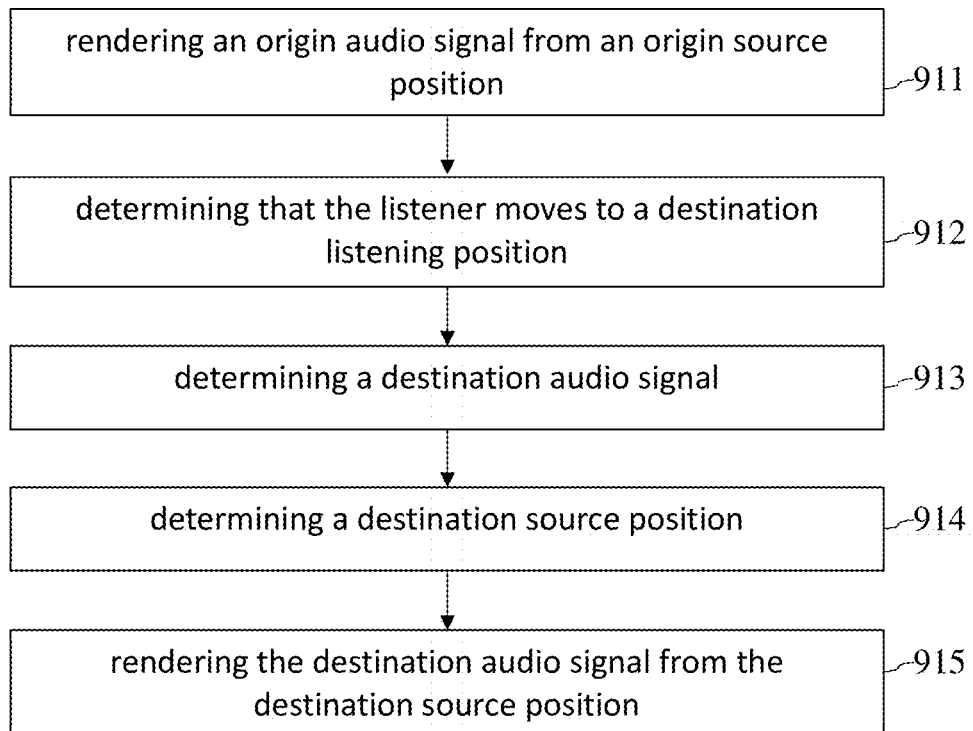 rendering an origin audio signal from an origin source
position
911
determining that the listener moves to a destination
listening position
912
determining a destination audio signal
913
determining a destination source position
914
rendering the destination audio signal from the
destination source position
915